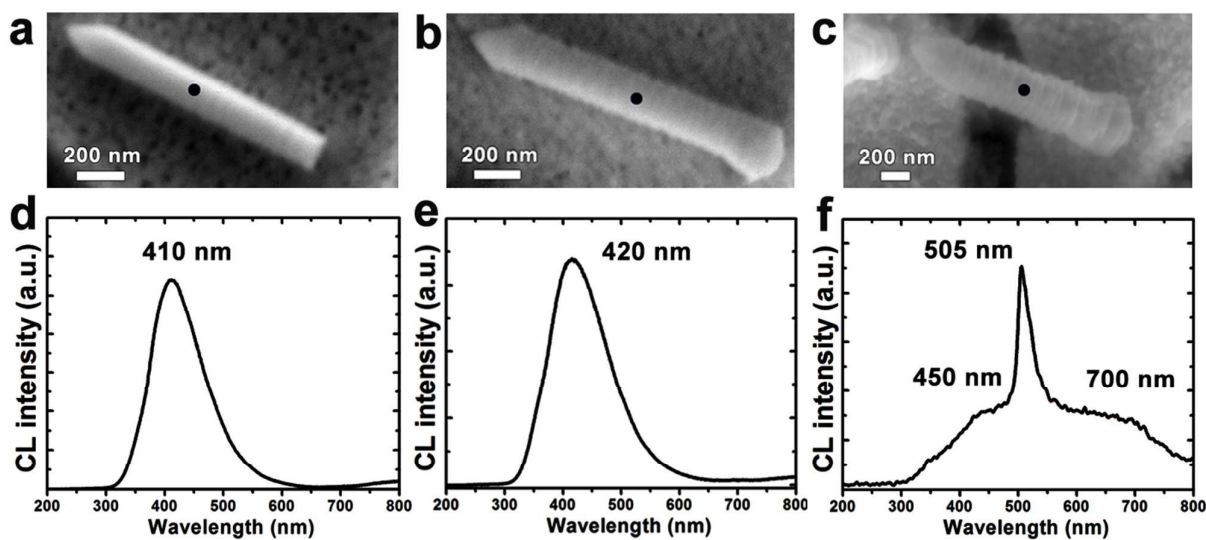 a
b
c
200 nm
200 nm
200 nm
d
e
f
410 nm
420 nm
505 nm
450 nm
700 nm
CL intensity (a.u.)
CL intensity (a.u.)
CL intensity (a.u.)
200 300 400 500 600 700 800
200 300 400 500 600 700 800
200 300 400 500 600 700 800
Wavelength (nm)
Wavelength (nm)
Wavelength (nm)